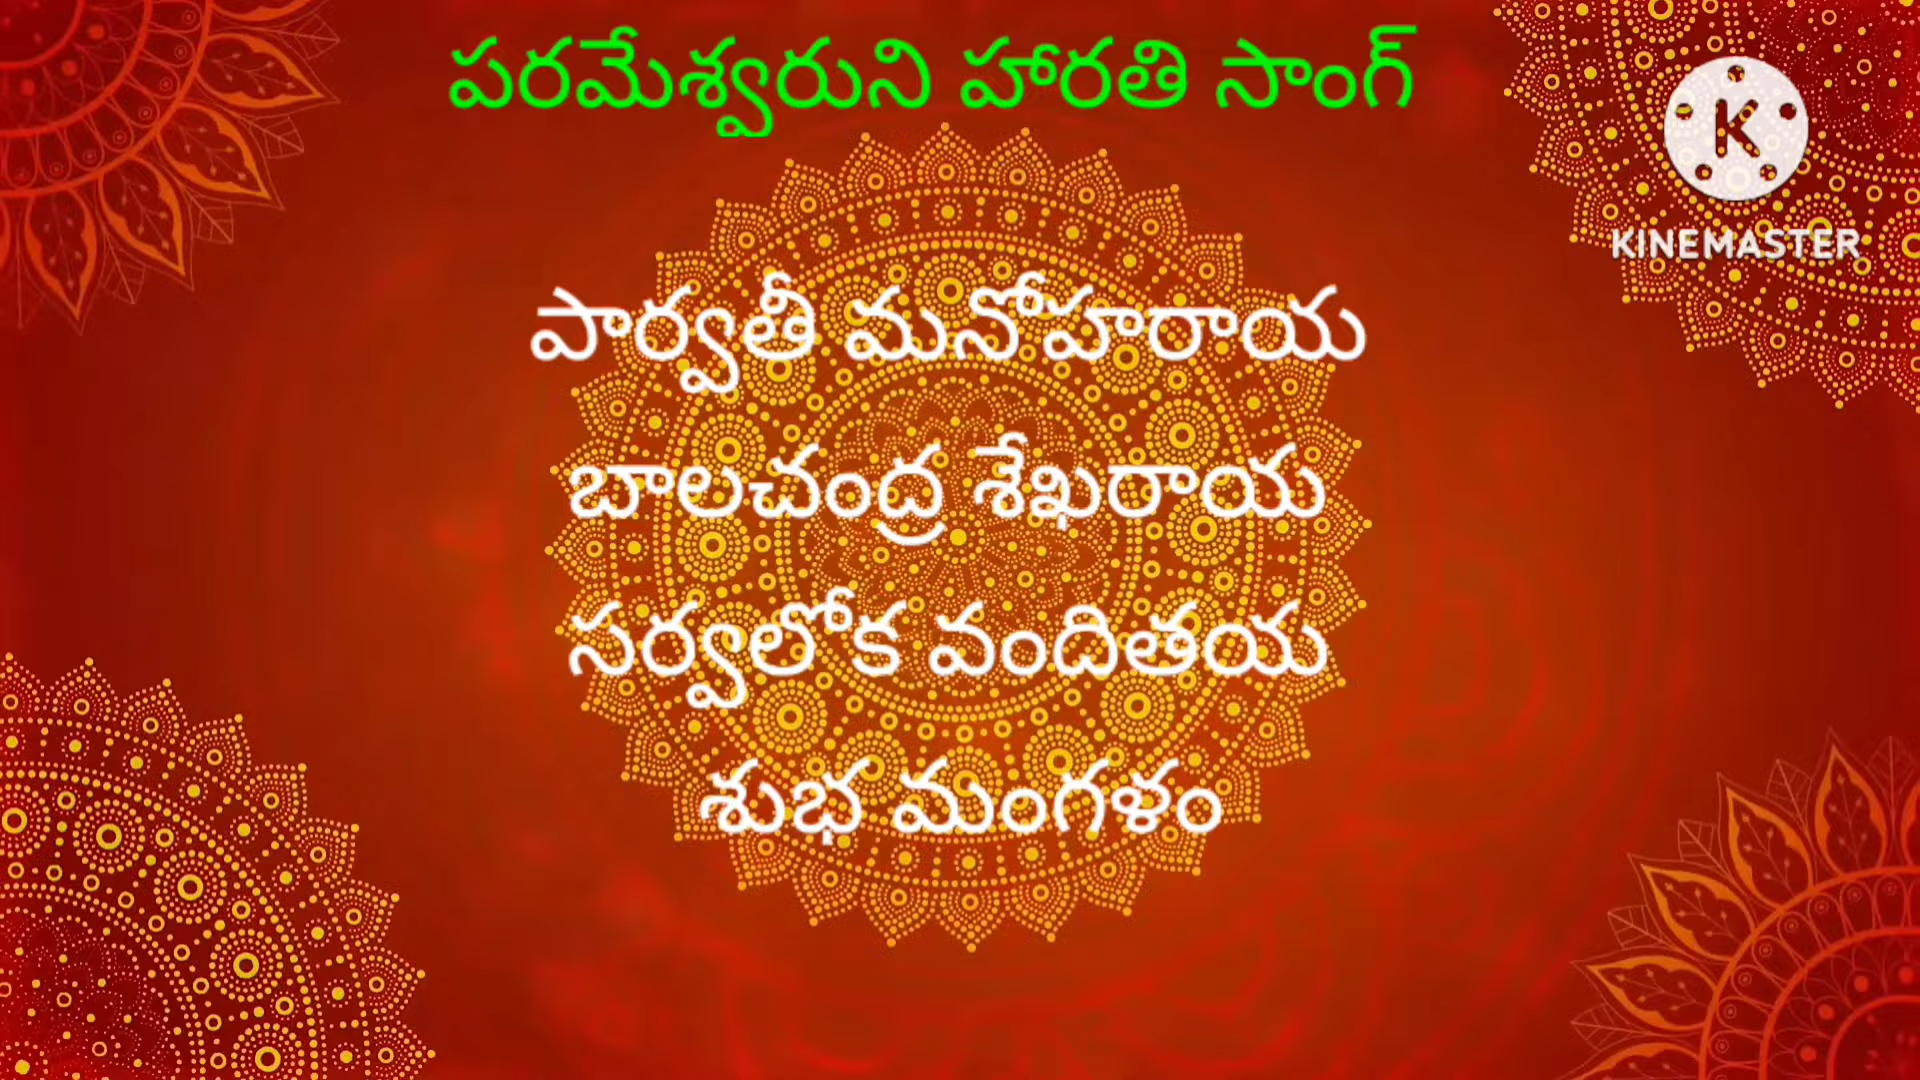 పరమేశ్వరుని హారతి సాంగ్
K
KINEMASTER
పార్వతీ మనోహరాయ
బాలచంద్ర శేఖరాయ
సర్వలోక వందితయ
శుభ మంగళం